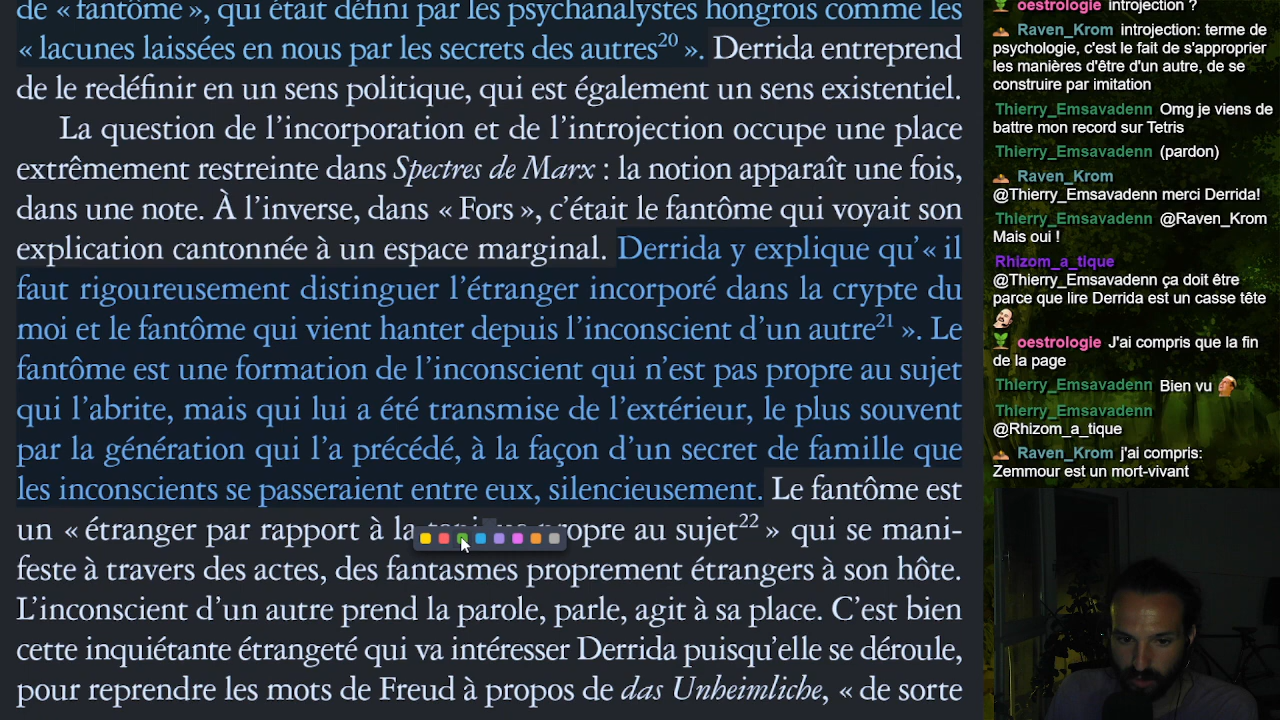 de « fantôme », qui était défini par les psychanalystes hongrois comme les
« lacunes laissées en nous par les secrets des autres20 ». Derrida entreprend
de le redéfinir en un sens politique, qui est également un sens existentiel.
La question de l’incorporation et de l’introjection occupe une place
extrêmement restreinte dans Spectres de Marx : la notion apparaît une fois,
dans une note. À l’inverse, dans « Fors », c’était le fantôme qui voyait son
explication cantonnée à un espace marginal. Derrida y explique qu’« il
faut rigoureusement distinguer l’étranger incorporé dans la crypte du
moi et le fantôme qui vient hanter depuis l’inconscient d’un autre21 ». Le
fantôme est une formation de l’inconscient qui n’est pas propre au sujet
qui l’abrite, mais qui lui a été transmise de l’extérieur, le plus souvent
par la génération qui l’a précédé, à la façon d’un secret de famille que
les inconscients se passeraient entre eux, silencieusement. Le fantôme est
un « étranger par rapport à la propre au sujet22 » qui se mani-
feste à travers des actes, des fantasmes proprement étrangers à son hôte.
L’inconscient d’un autre prend la parole, parle, agit à sa place. C’est bien
cette inquiétante étrangeté qui va intéresser Derrida puisqu’elle se déroule,
pour reprendre les mots de Freud à propos de das Unheimliche, « de sorte
oestrologie introjection ?
Raven_Krom introjection: terme de
psychologie, c'est le fait de s'approprier
les manières d'être d'un autre, de se
construire par imitation
Thierry_Emsavadenn Omg je viens de
battre mon record sur Tetris
Thierry_Emsavadenn (pardon)
Raven_Krom
@Thierry_Emsavadenn merci Derrida!
Thierry_Emsavadenn @Raven_Krom
Mais oui !
Rhizom_a_tique
@Thierry_Emsavadenn ça doit être
parce que lire Derrida est un casse tête
oestrologie J'ai compris que la fin
de la page
Thierry_Emsavadenn Bien vu
Thierry_Emsavadenn
@Rhizom_a_tique
Raven_Krom j'ai compris:
Zemmour est un mort-vivant